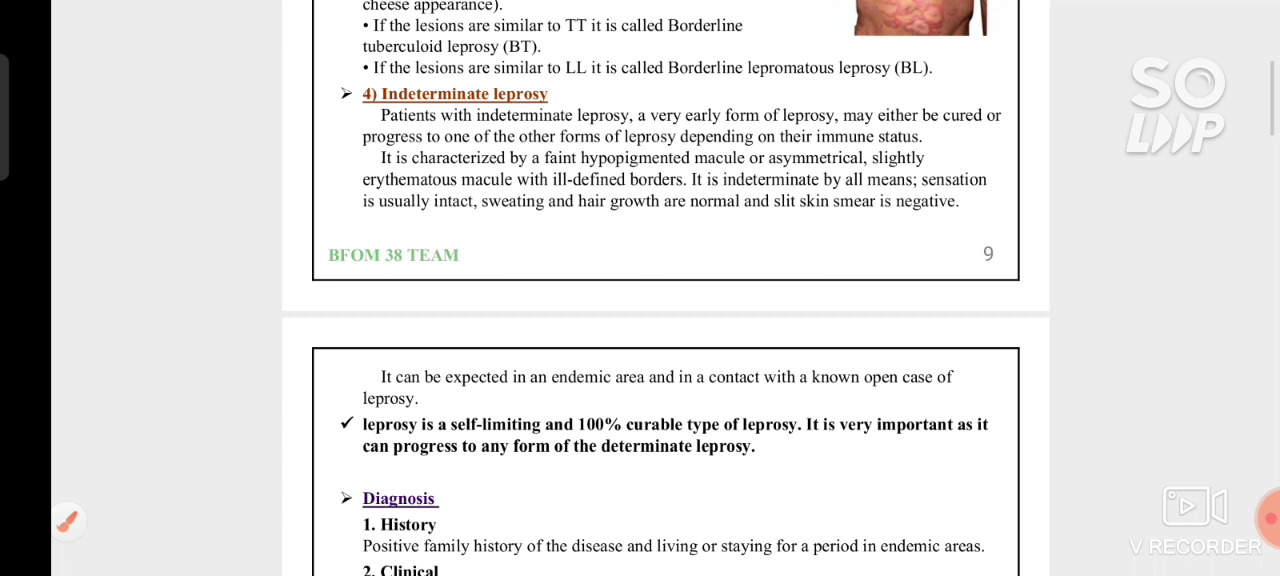 cheese appearance).
• If the lesions are similar to TT it is called Borderline
tuberculoid leprosy (BT).
• If the lesions are similar to LL it is called Borderline lepromatous leprosy (BL).
➢ 4) Indeterminate leprosy
Patients with indeterminate leprosy, a very early form of leprosy, may either be cured or
progress to one of the other forms of leprosy depending on their immune status.
It is characterized by a faint hypopigmented macule or asymmetrical, slightly
erythematous macule with ill-defined borders. It is indeterminate by all means; sensation
is usually intact, sweating and hair growth are normal and slit skin smear is negative.
BFOM 38 TEAM
9
It can be expected in an endemic area and in a contact with a known open case of
leprosy.
✓ leprosy is a self-limiting and 100% curable type of leprosy. It is very important as it
can progress to any form of the determinate leprosy.
➢ Diagnosis
1. History
Positive family history of the disease and living or staying for a period in endemic areas.
2. Clinical
SO
LOOP
V RECORDER